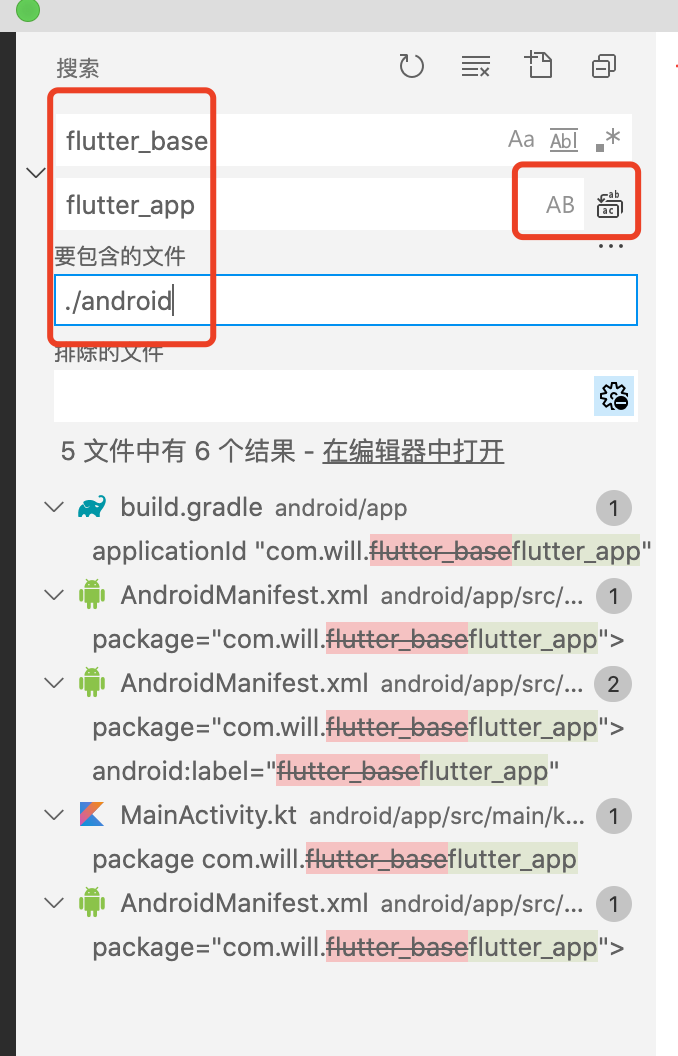 搜索
flutter_base Aa Abl .*
flutter_app AB
要包含的文件 ...
./android
排除的文件
5 文件中有 6 个结果 - 在编辑器中打开
build.gradle android/app 1
applicationId "com.will.flutter_baseflutter_app"
AndroidManifest.xml android/app/src/... 1
package="com.will.flutter_baseflutter_app">
AndroidManifest.xml android/app/src/... 2
package="com.will.flutter_baseflutter_app">
android:label="flutter_baseflutter_app"
MainActivity.kt android/app/src/main/k... 1
package com.will.flutter_baseflutter_app
AndroidManifest.xml android/app/src/... 1
package="com.will.flutter_baseflutter_app">